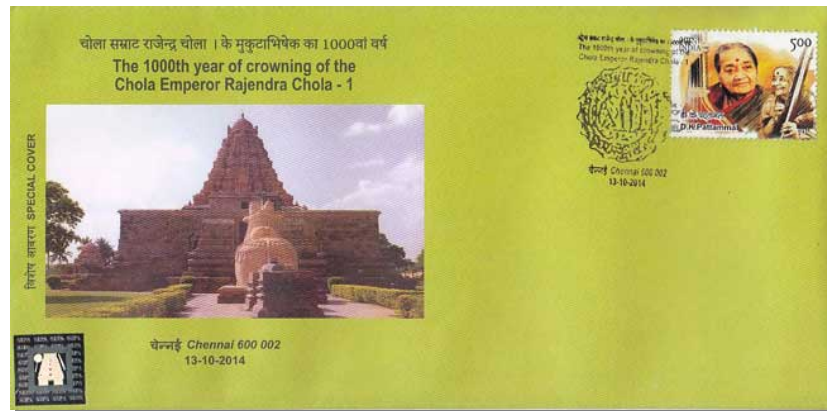 चोला सम्राट राजेन्द्र चोला । के मुकुटाभिषेक का 1000वां वर्ष
The 1000th year of crowning of the
Chola Emperor Rajendra Chola - 1
विशेष आवरण SPECIAL COVER
चेन्नई Chennai 600 002
13-10-2014
The 1000th year of crowning of the
Chola Emperor Rajendra Chola - 1
चेन्नई Chennai 600 002
13-10-2014
INDIA
500
D.K.Pattammal